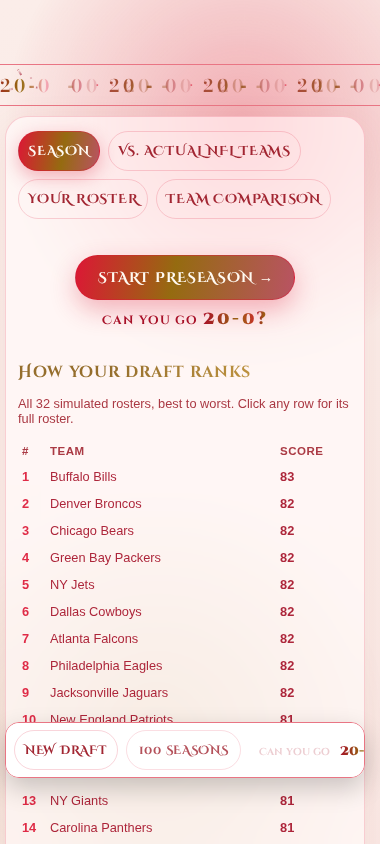 20-0 20-0 20-0 20-0
SEASON VS. ACTUAL NFL TEAMS
YOUR ROSTER TEAM COMPARISON
START PRESEASON →
CAN YOU GO 20-0?
HOW YOUR DRAFT RANKS
All 32 simulated rosters, best to worst. Click any row for its
full roster.
# TEAM SCORE
1 Buffalo Bills 83
2 Denver Broncos 82
3 Chicago Bears 82
4 Green Bay Packers 82
5 NY Jets 82
6 Dallas Cowboys 82
7 Atlanta Falcons 82
8 Philadelphia Eagles 82
9 Jacksonville Jaguars 82
10 New England Patriots 81
NEW DRAFT 100 SEASONS CAN YOU GO 20-
13 NY Giants 81
14 Carolina Panthers 81